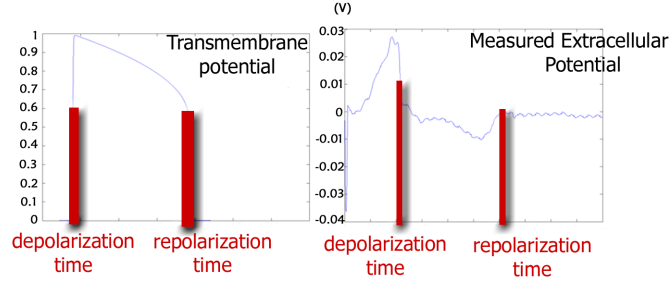 (V)
Transmembrane
potential
1
0.9
0.8
0.7
0.6
0.5
0.4
0.3
0.2
0.1
0
depolarization
time
repolarization
time
Measured Extracellular
Potential
0.03
0.02
0.01
0
-0.01
-0.02
-0.03
-0.04
depolarization
time
repolarization
time